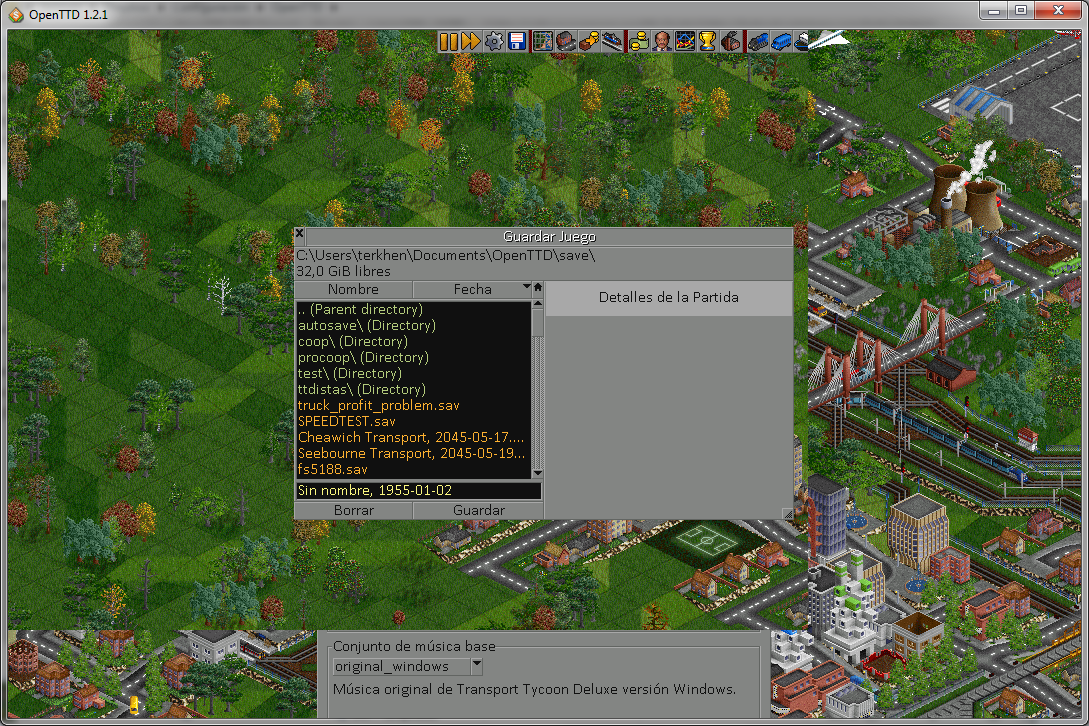 OpenTTD 1.2.1
Guardar Juego
C:\Users\terkhen\Documents\OpenTTD\save\
32,0 GiB libres
Nombre
Fecha
Detalles de la Partida
.. (Parent directory)
autosave\ (Directory)
coop\ (Directory)
procoop\ (Directory)
test\ (Directory)
ttdistas\ (Directory)
truck_profit_problem.sav
SPEEDTEST.sav
Cheawich Transport, 2045-05-17....
Seebourne Transport, 2045-05-19...
fs5188.sav
Sin nombre, 1955-01-02
Borrar
Guardar
Conjunto de música base
original_windows
Música original de Transport Tycoon Deluxe versión Windows.